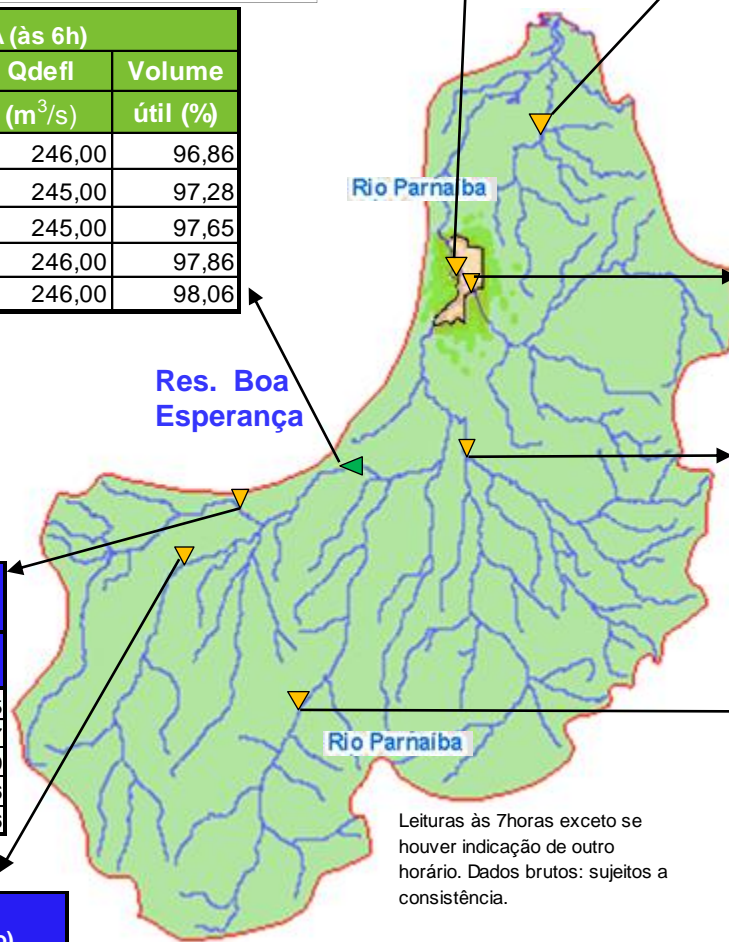 (às 6h)
Qdefl Volume
(m³/s) útil (%)
246,00 96,86
245,00 97,28
245,00 97,65
246,00 97,86
246,00 98,06
Rio Parnaíba
Res. Boa
Esperança
Rio Parnaíba
Leituras às 7horas exceto se
houver indicação de outro
horário. Dados brutos: sujeitos a
consistência.